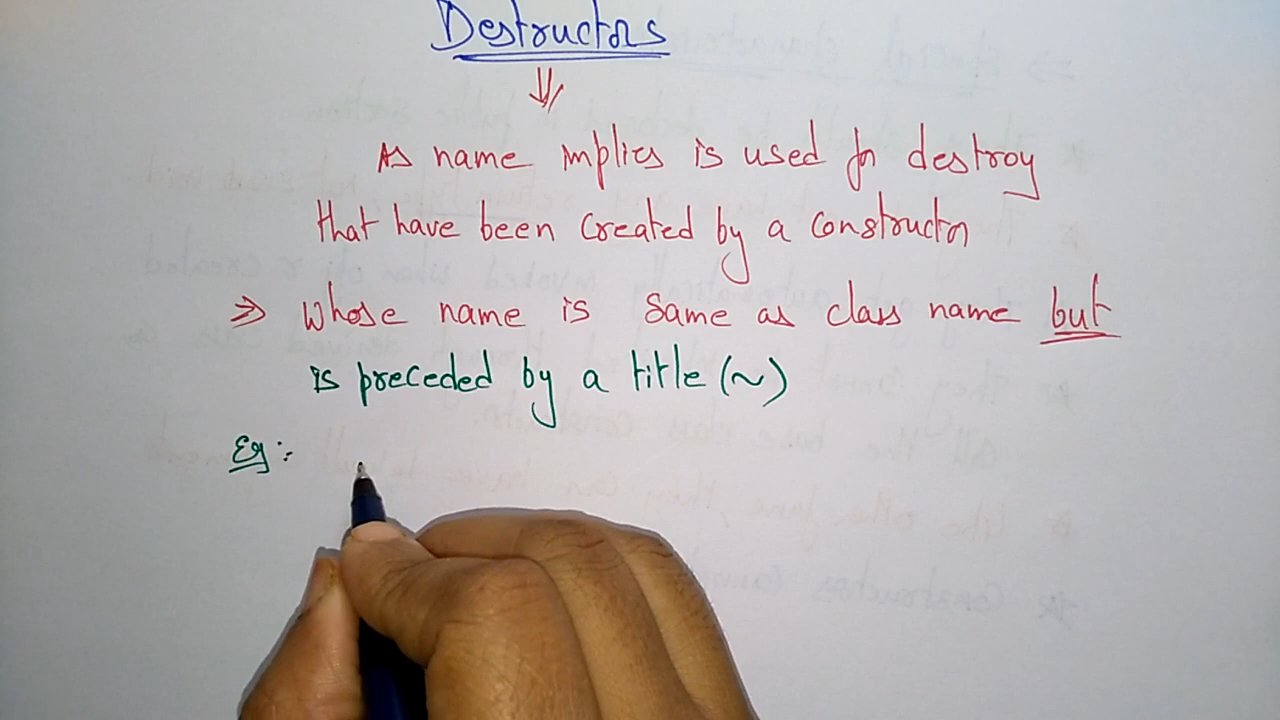 Destructors
As name implies is used for destroy
that have been created by a constructor
⇒ whose name is same as class name but
is preceded by a title (~)
Eg: